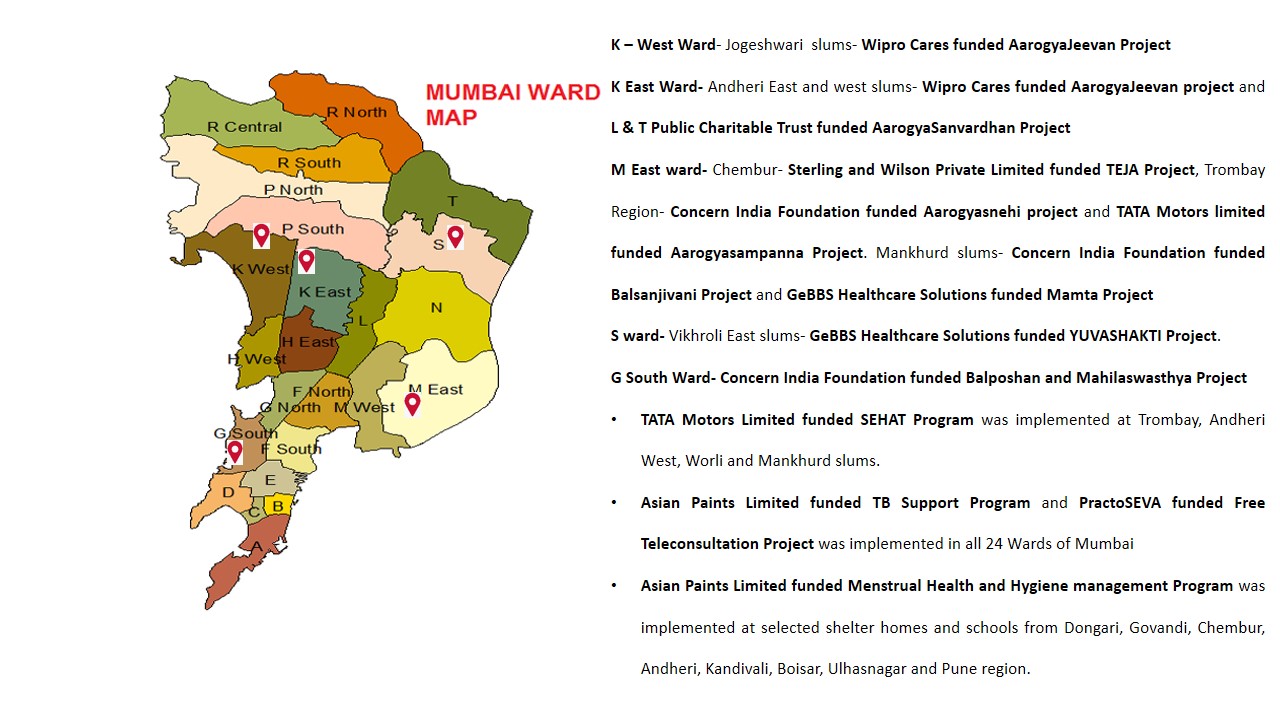 MUMBAI WARD
MAP
R North
R Central
R South
P North
T
P South
S
K West
K East
N
L
H East
H West
M East
F North
G North
M West
G South
F South
E
D
B
C
A
K – West Ward- Jogeshwari slums- Wipro Cares funded AarogyaJeevan Project
K East Ward- Andheri East and west slums- Wipro Cares funded AarogyaJeevan project and
L & T Public Charitable Trust funded AarogyaSanvardhan Project
M East ward- Chembur- Sterling and Wilson Private Limited funded TEJA Project, Trombay
Region- Concern India Foundation funded Aarogyasnehi project and TATA Motors limited
funded Aarogyasampanna Project. Mankhurd slums- Concern India Foundation funded
Balsanjivani Project and GeBBS Healthcare Solutions funded Mamta Project
S ward- Vikhroli East slums- GeBBS Healthcare Solutions funded YUVASHAKTI Project.
G South Ward- Concern India Foundation funded Balposhan and Mahilaswasthya Project
• TATA Motors Limited funded SEHAT Program was implemented at Trombay, Andheri
West, Worli and Mankhurd slums.
• Asian Paints Limited funded TB Support Program and PractoSEVA funded Free
Teleconsultation Project was implemented in all 24 Wards of Mumbai
• Asian Paints Limited funded Menstrual Health and Hygiene management Program was
implemented at selected shelter homes and schools from Dongari, Govandi, Chembur,
Andheri, Kandivali, Boisar, Ulhasnagar and Pune region.